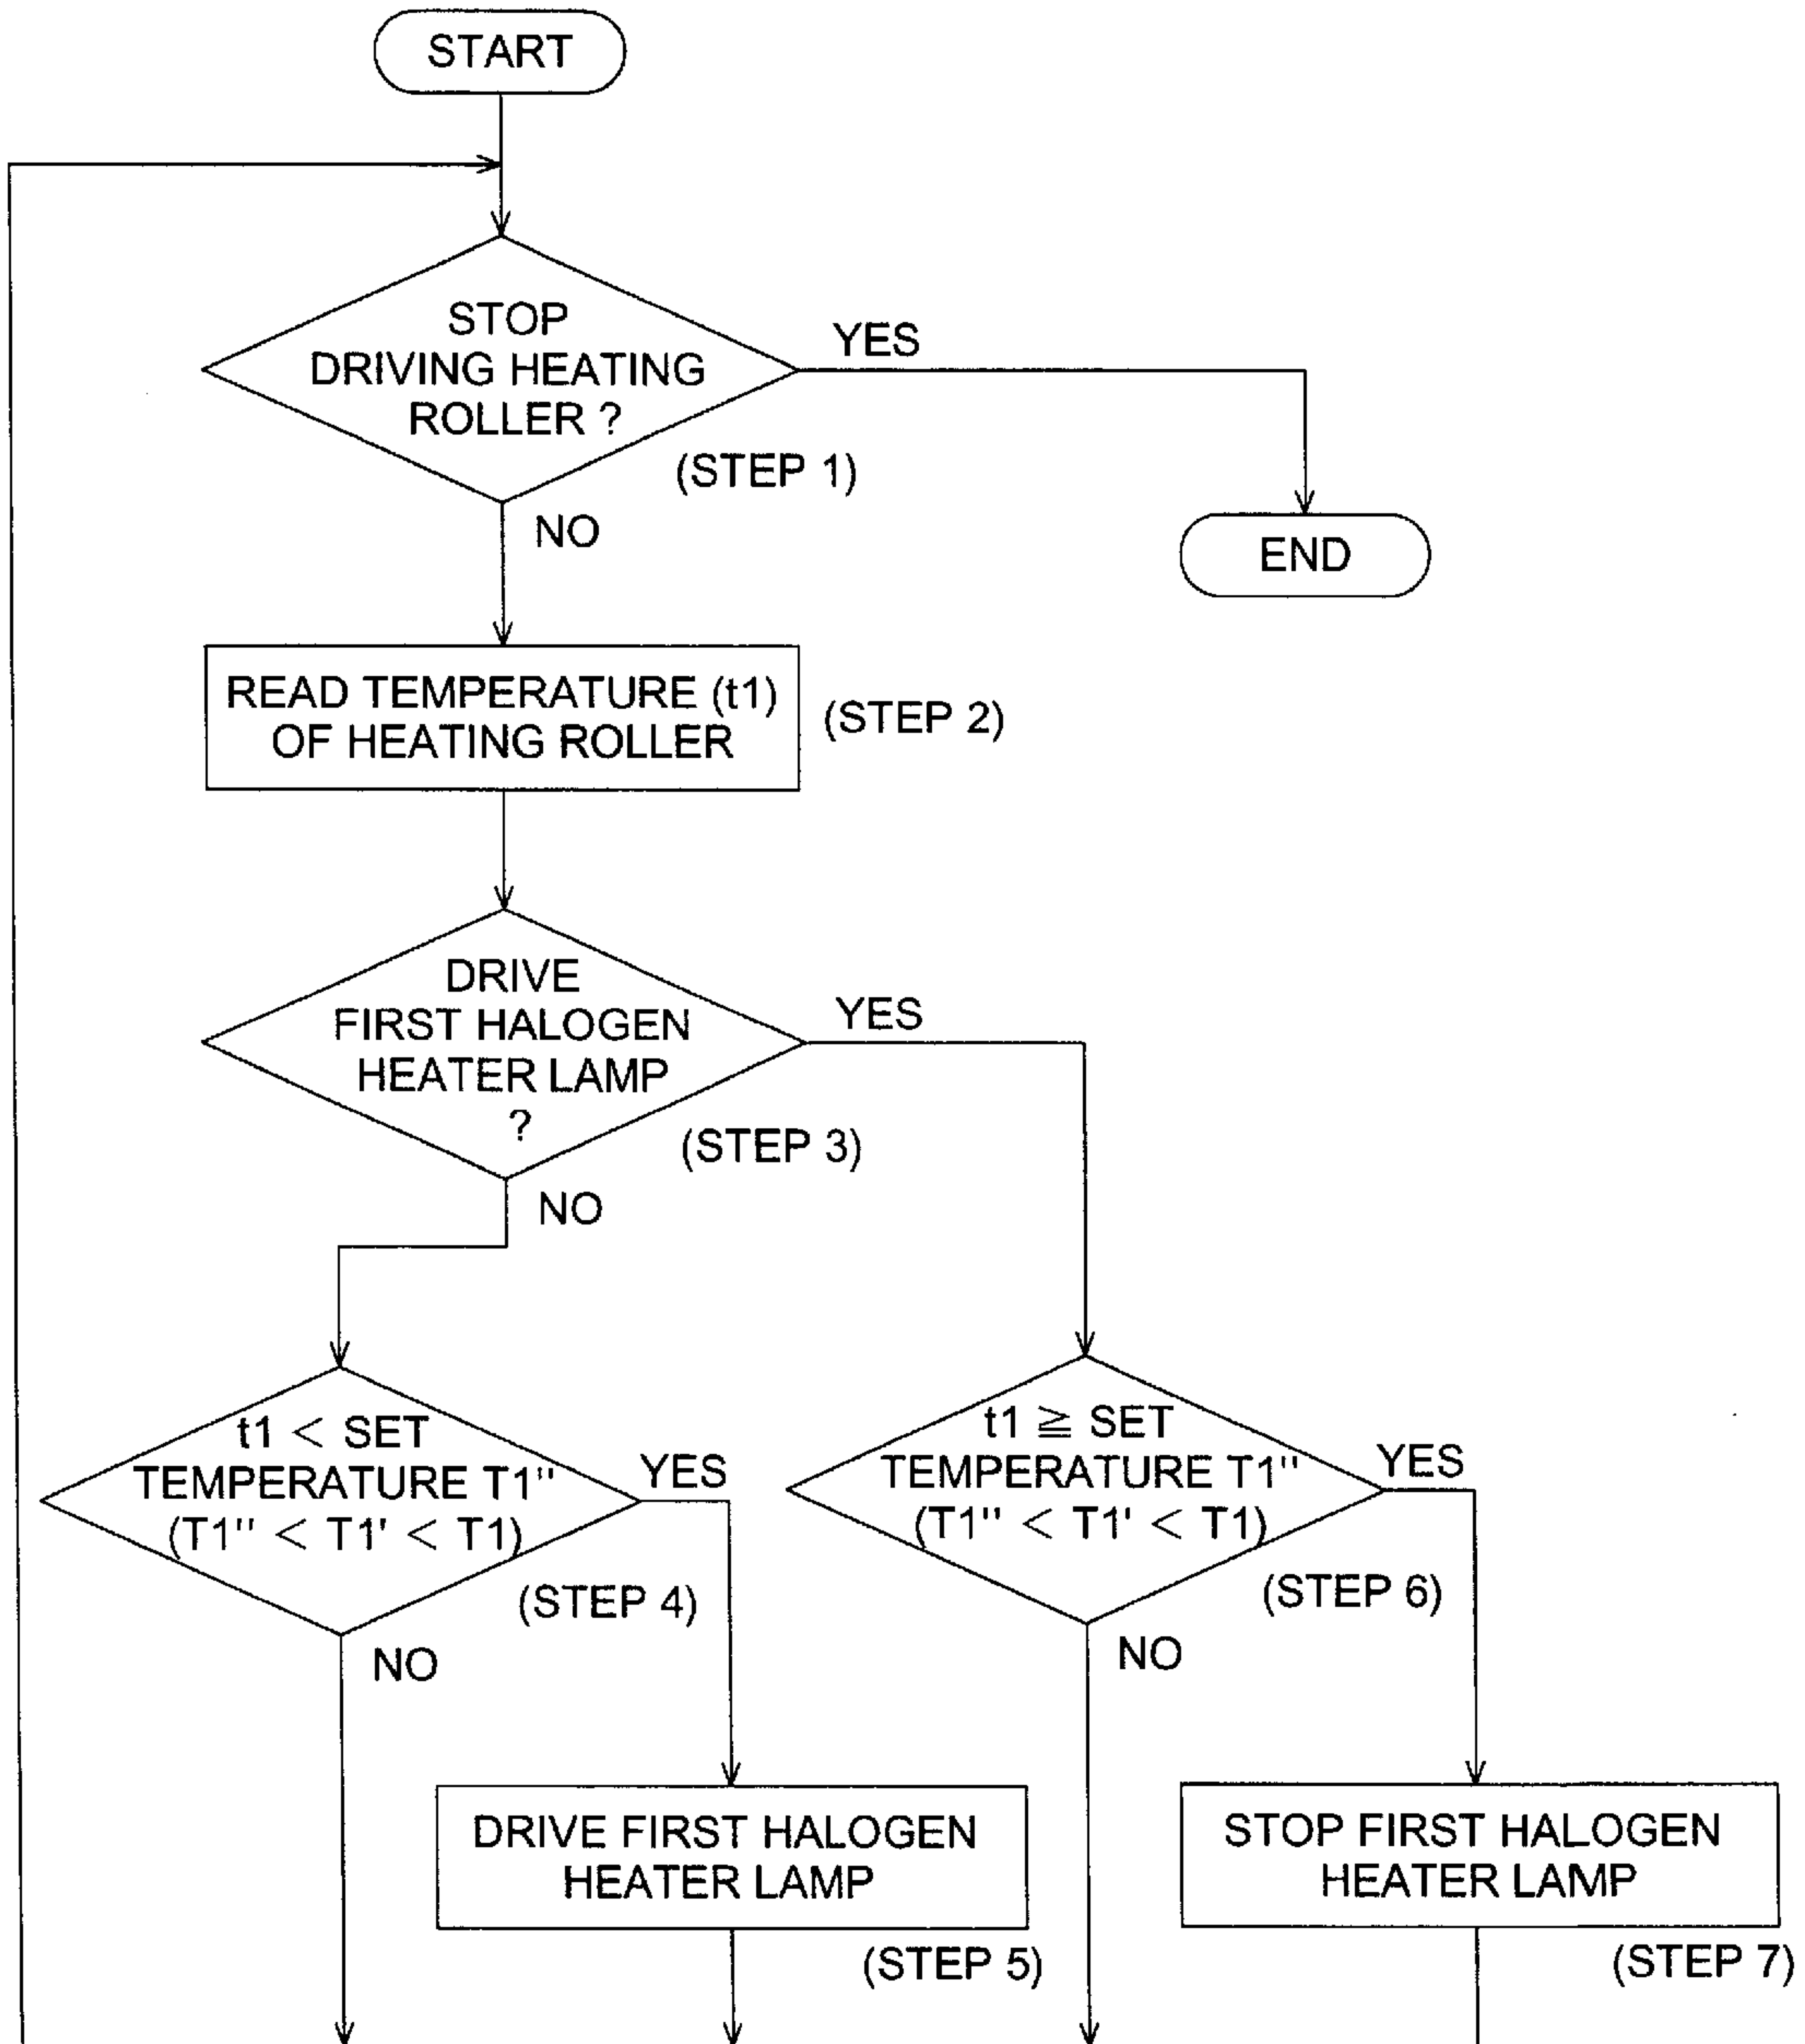 START
STOP
DRIVING HEATING
ROLLER ?
YES
(STEP 1)
NO
END
READ TEMPERATURE (t1)
OF HEATING ROLLER
(STEP 2)
DRIVE
FIRST HALOGEN
HEATER LAMP
?
YES
(STEP 3)
NO
t1 < SET
TEMPERATURE T1''
(T1'' < T1' < T1)
YES
(STEP 4)
NO
t1 ≧ SET
TEMPERATURE T1''
(T1'' < T1' < T1)
YES
(STEP 6)
NO
DRIVE FIRST HALOGEN
HEATER LAMP
(STEP 5)
STOP FIRST HALOGEN
HEATER LAMP
(STEP 7)